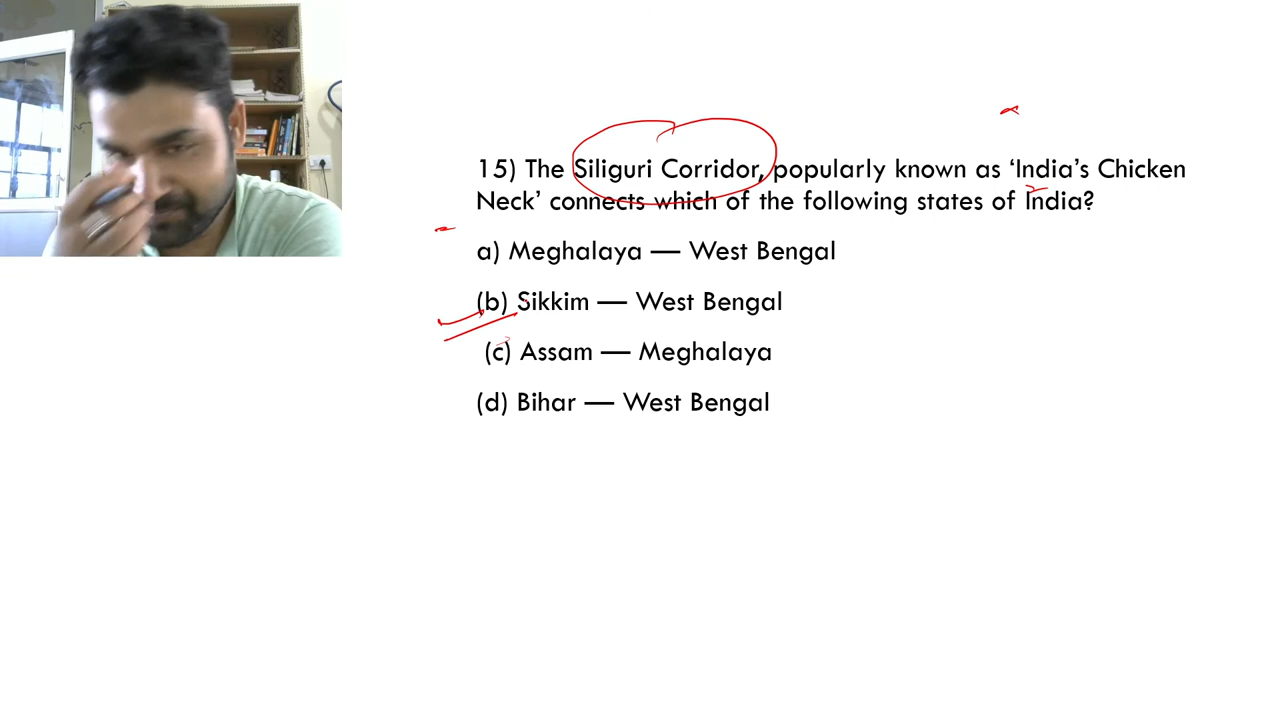 15) The Siliguri Corridor, popularly known as ‘India’s Chicken
Neck’ connects which of the following states of India?
a) Meghalaya — West Bengal
(b) Sikkim — West Bengal
(c) Assam — Meghalaya
(d) Bihar — West Bengal